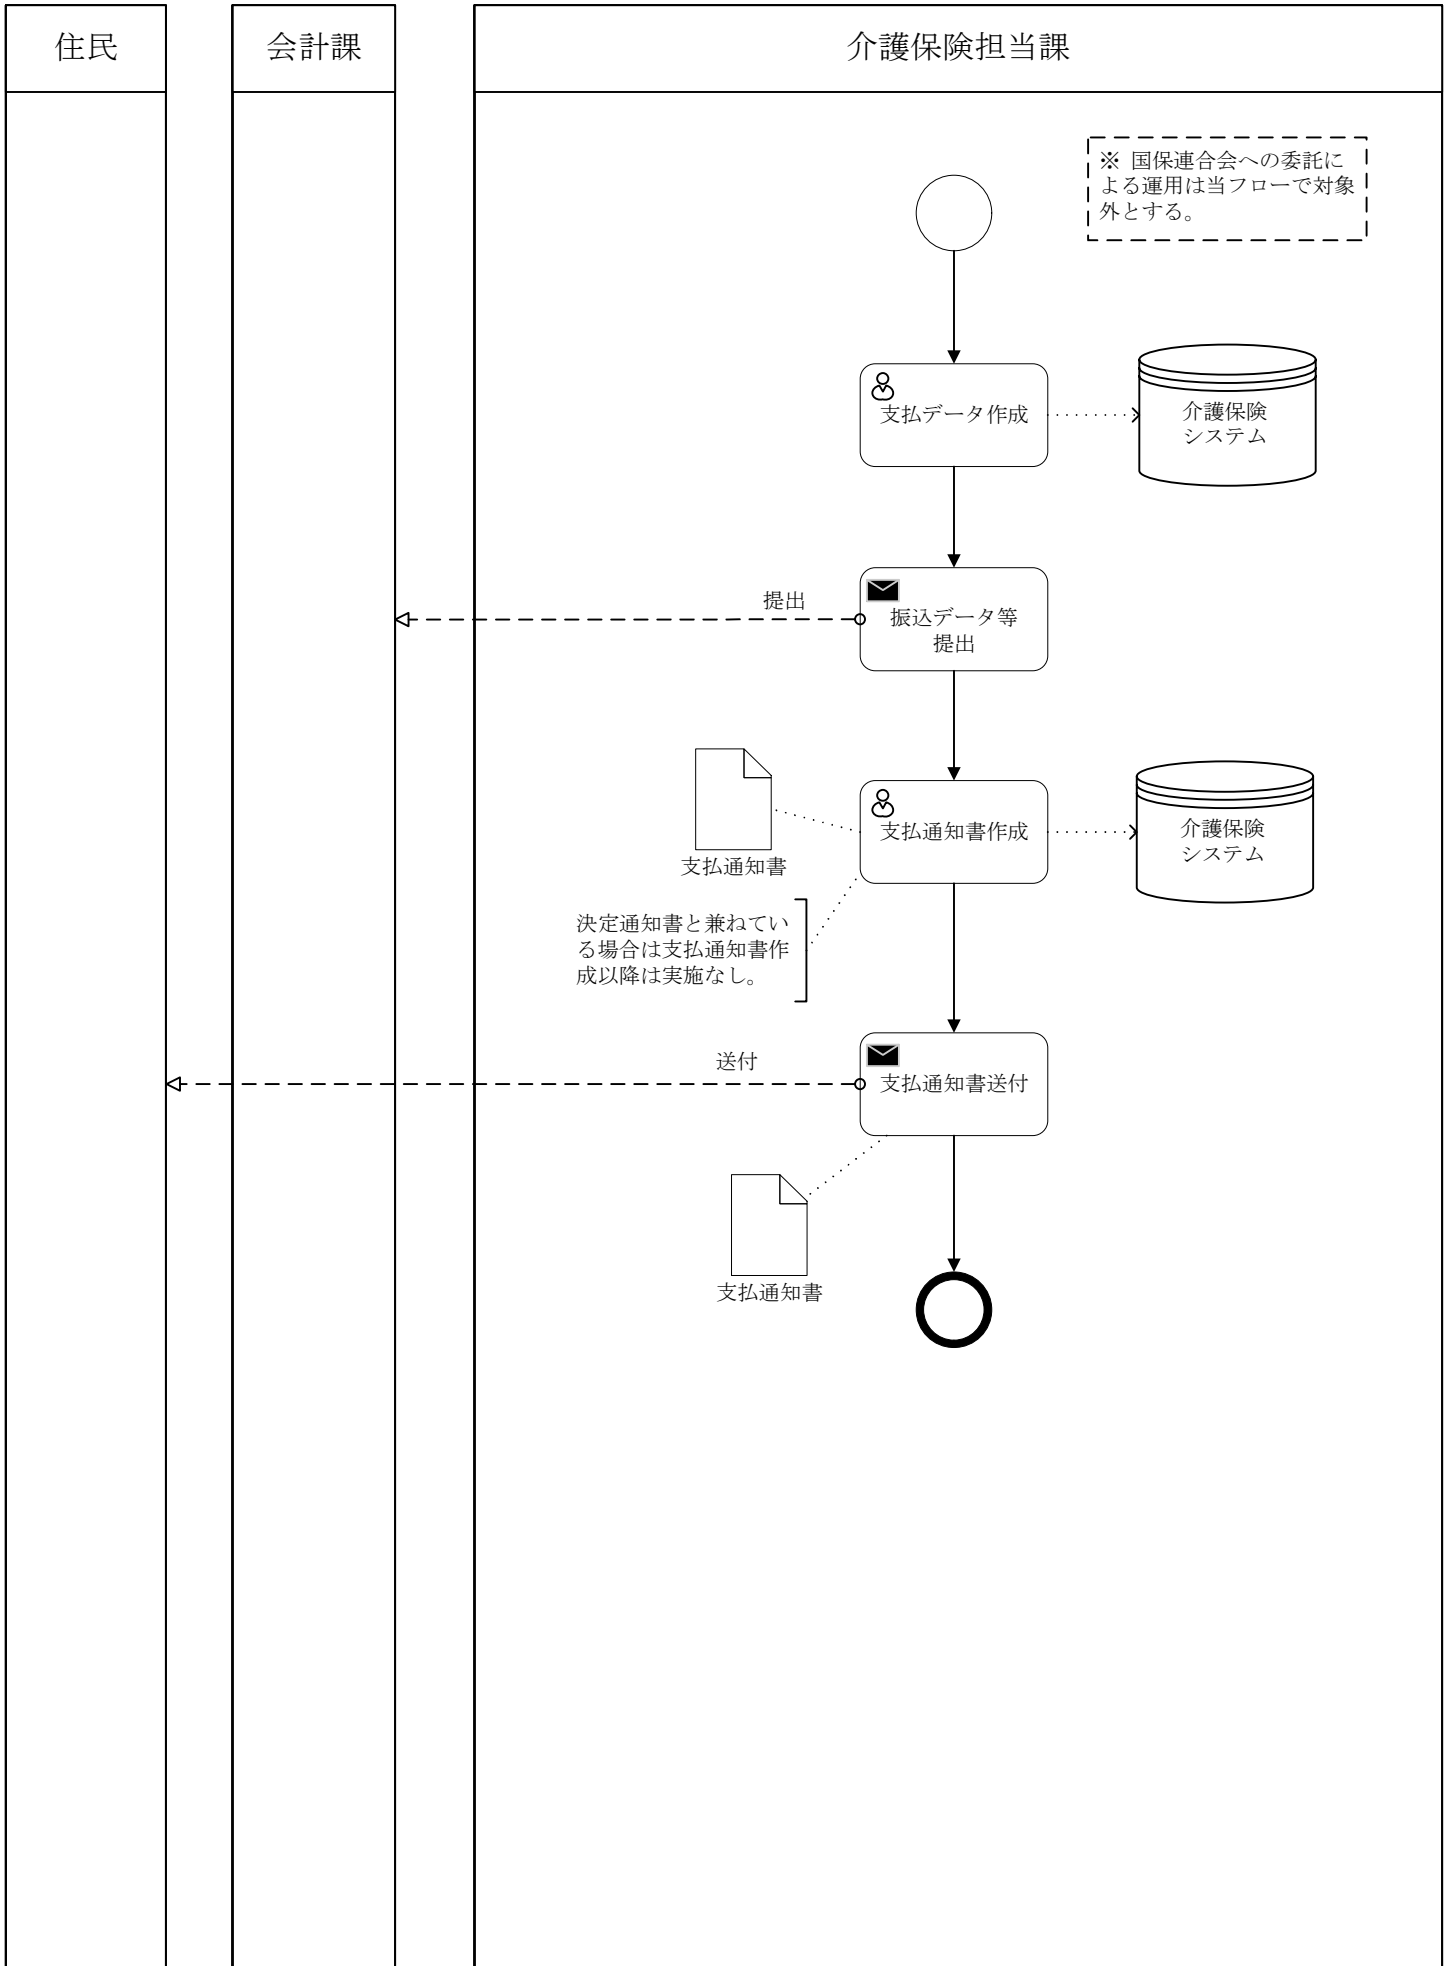 住民
会計課
介護保険担当課
※ 国保連合会への委託に
よる運用は当フローで対象
外とする。
支払データ作成
介護保険
システム
提出
振込データ等
提出
支払通知書作成
介護保険
システム
支払通知書
決定通知書と兼ねてい
る場合は支払通知書作
成以降は実施なし。
送付
支払通知書送付
支払通知書